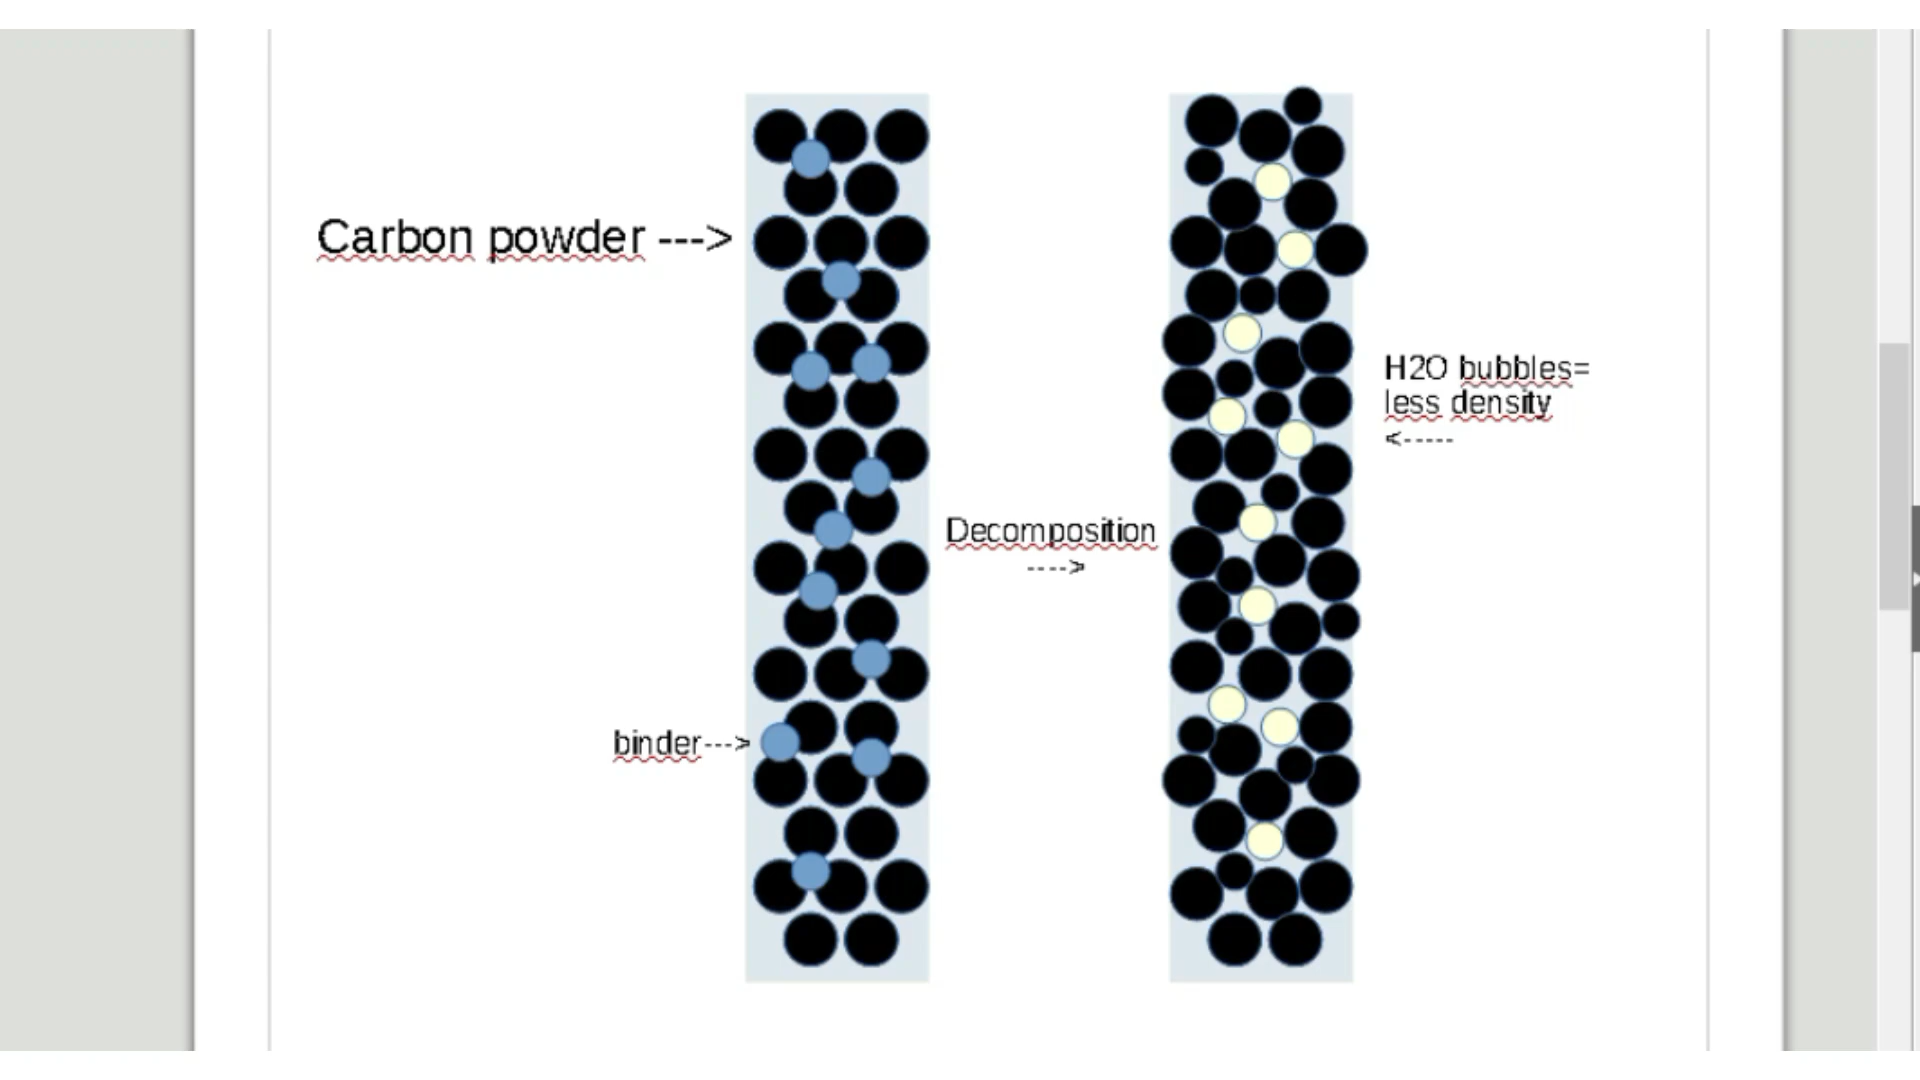 Carbon powder --->
H2O bubbles=
less density
<-----
Decomposition
---->
binder--->